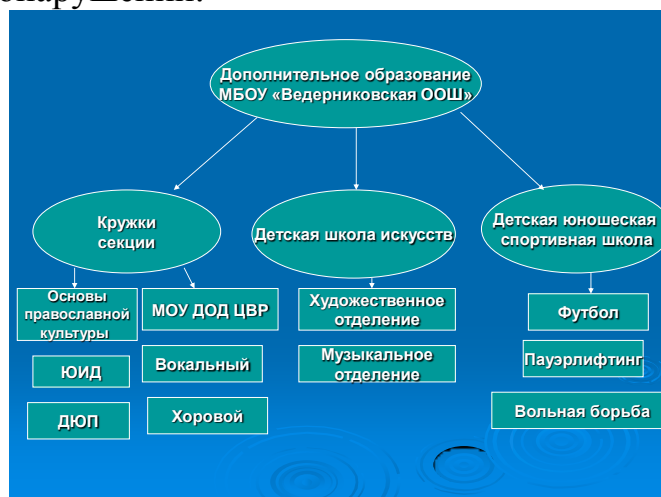 онарушений.
Дополнительное образование
МБОУ «Ведерниковская ООШ»
Кружки
секции
Детская школа искусств
Детская юношеская
спортивная школа
Основы
православной
культуры
МОУ ДОД ЦВР
Художественное
отделение
Футбол
ЮИД
Вокальный
Музыкальное
отделение
Пауэрлифтинг
ДЮП
Хоровой
Вольная борьба